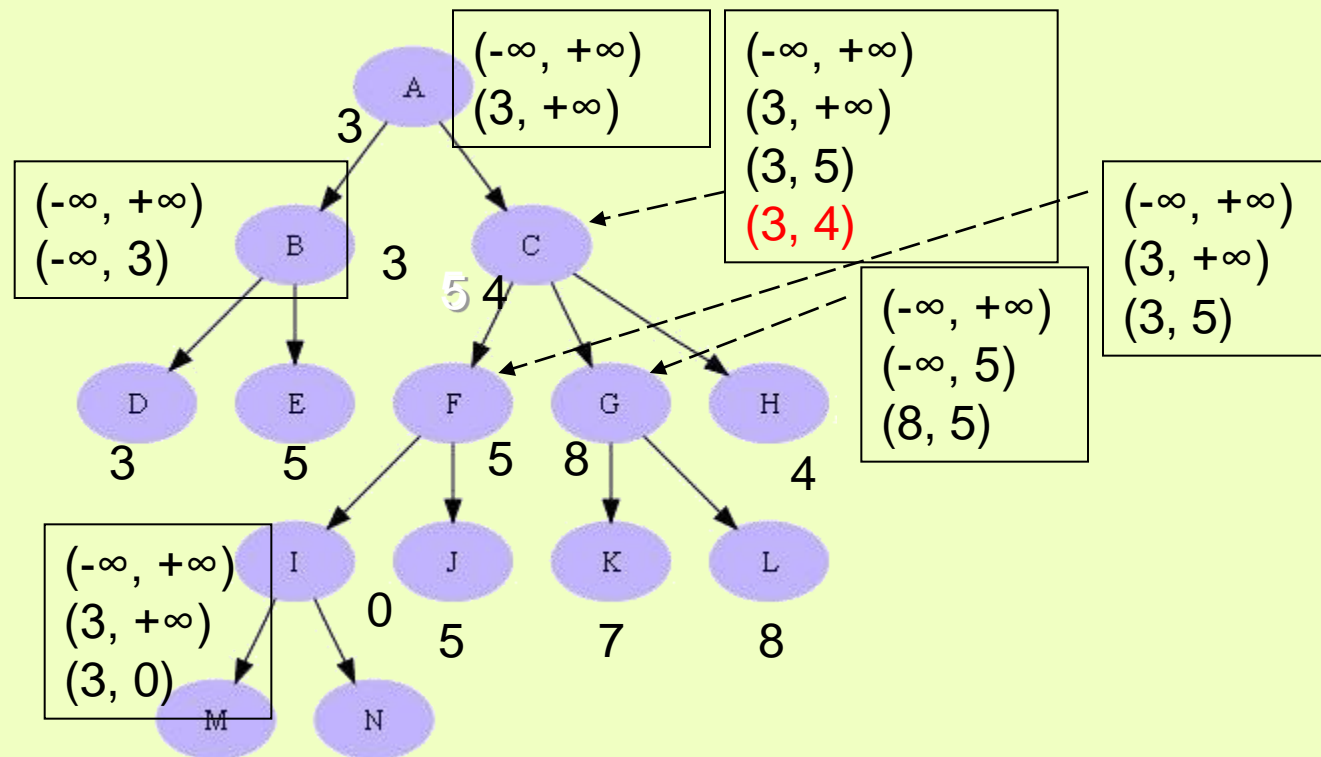 (-∞, +∞)
(3, +∞)
(-∞, +∞)
(3, +∞)
(3, 5)
(3, 4)
A
3
(-∞, +∞)
(-∞, 3)
B
3
C
5 4
(-∞, +∞)
(3, +∞)
(3, 5)
(-∞, +∞)
(-∞, 5)
(8, 5)
D
E
F
G
H
3
5
5
8
4
(-∞, +∞)
(3, +∞)
(3, 0)
I
J
K
L
0
5
7
8
M
N